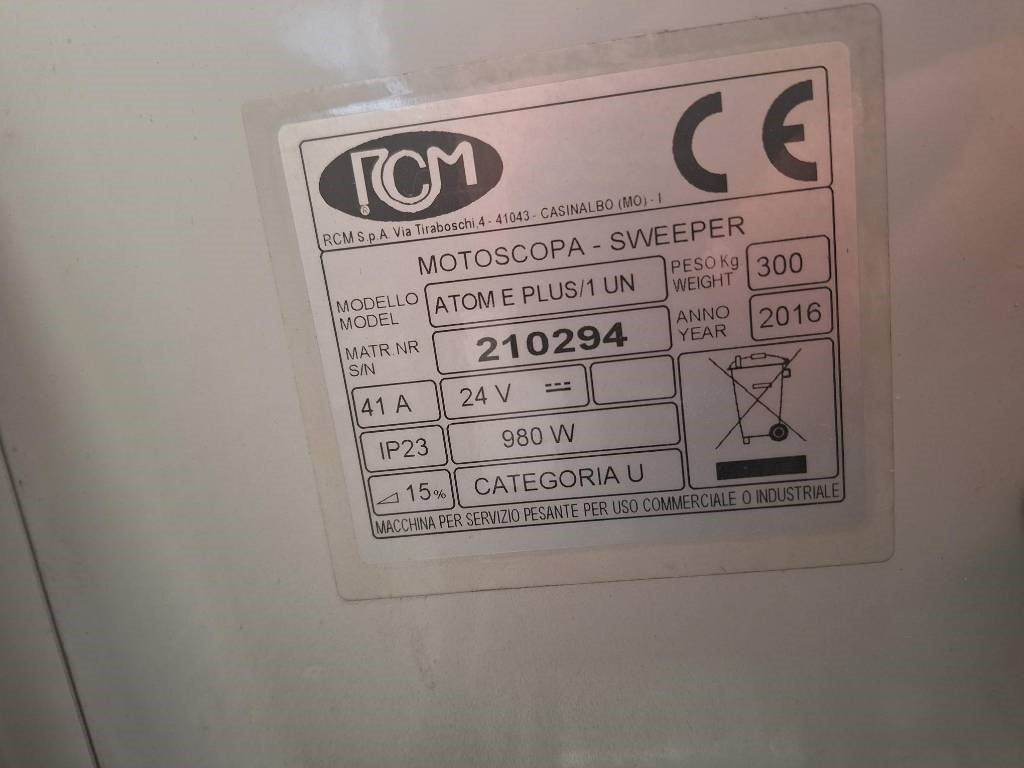 RCM
®
CE
RCM S.p.A. Via Tiraboschi,4 - 41043 - CASINALBO (MO) - I
MOTOSCOPA - SWEEPER
MODELLO
MODEL
ATOM E PLUS/1 UN
PESO Kg
WEIGHT
300
MATR.NR
S/N
210294
ANNO
YEAR
2016
41 A
24 V
IP23
980 W
15%
CATEGORIA U
MACCHINA PER SERVIZIO PESANTE PER USO COMMERCIALE O INDUSTRIALE